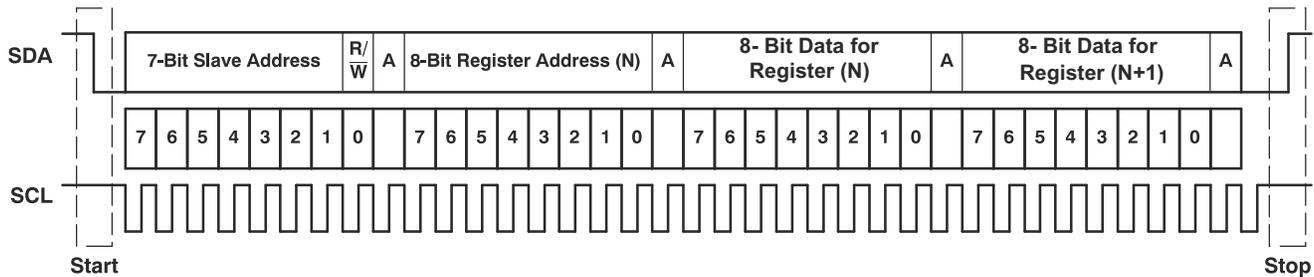 SDA
7-Bit Slave Address
R/
W
A
8-Bit Register Address (N)
A
8- Bit Data for
Register (N)
A
8- Bit Data for
Register (N+1)
A
7 6 5 4 3 2 1 0 7 6 5 4 3 2 1 0 7 6 5 4 3 2 1 0 7 6 5 4 3 2 1 0
SCL
Start
Stop